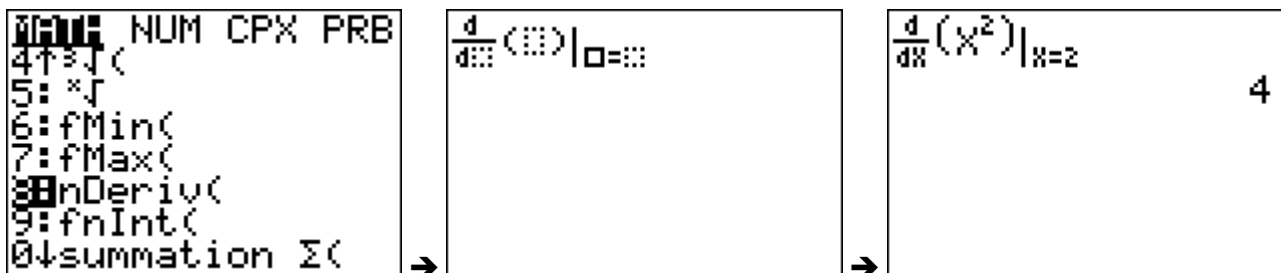 MATH NUM CPX PRB
4↑³√(
5: ˣ√
6:fMin(
7:fMax(
8:nDeriv(
9:fnInt(
0↓summation Σ(
➔
d/d⬚(⬚)|□=⬚
➔
d/dX(X²)|X=2
4